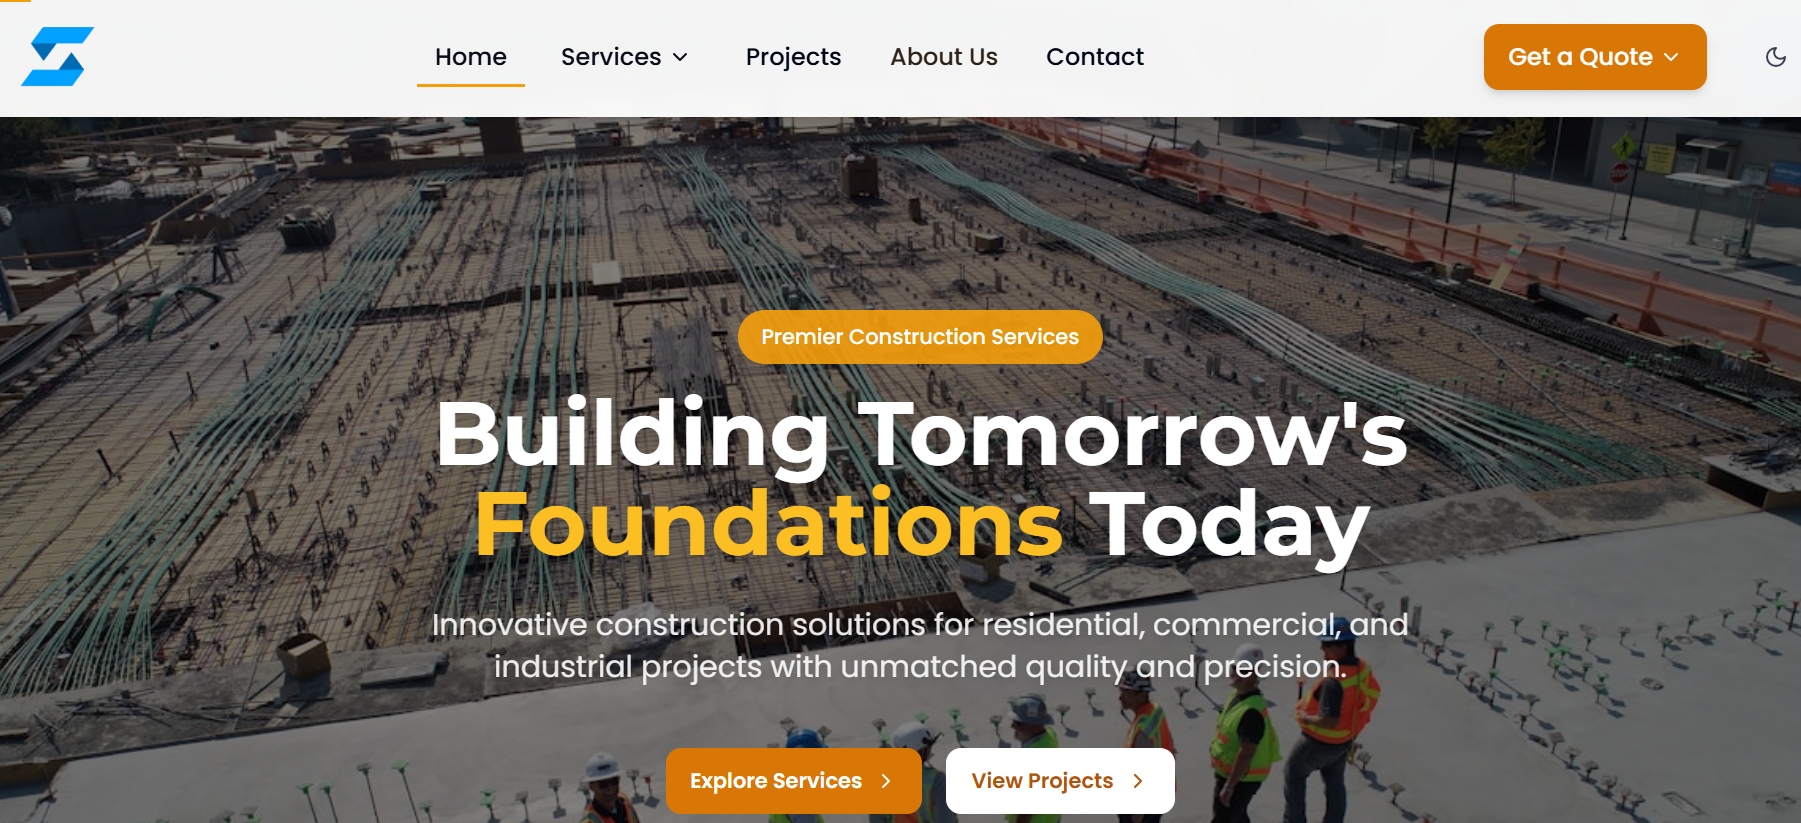 Home Services Projects About Us Contact Get a Quote
Premier Construction Services
Building Tomorrow's
Foundations Today
Innovative construction solutions for residential, commercial, and
industrial projects with unmatched quality and precision.
Explore Services View Projects
STOP